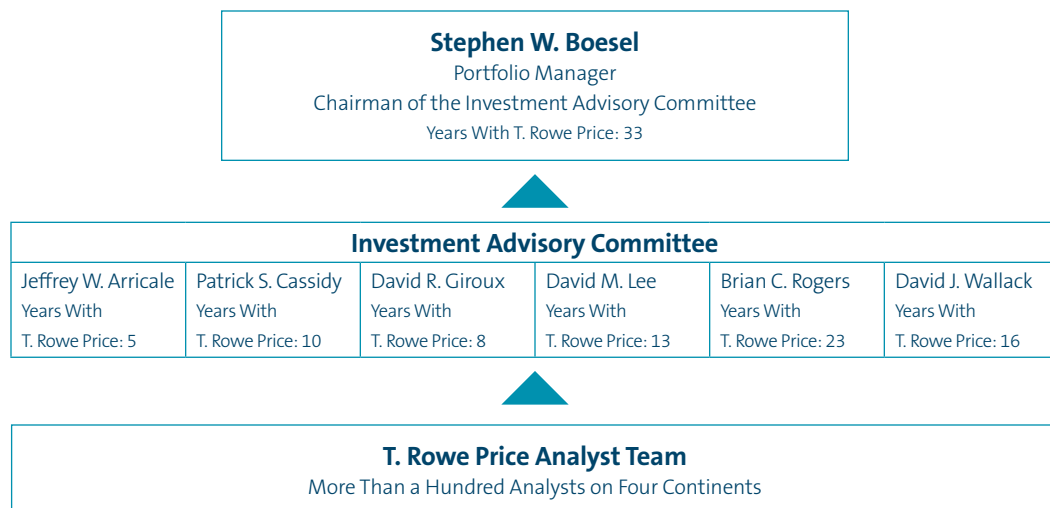 Stephen W. Boesel
Portfolio Manager
Chairman of the Investment Advisory Committee
Years With T. Rowe Price: 33
Investment Advisory Committee
Jeffrey W. Arricale
Years With
T. Rowe Price: 5
Patrick S. Cassidy
Years With
T. Rowe Price: 10
David R. Giroux
Years With
T. Rowe Price: 8
David M. Lee
Years With
T. Rowe Price: 13
Brian C. Rogers
Years With
T. Rowe Price: 23
David J. Wallack
Years With
T. Rowe Price: 16
T. Rowe Price Analyst Team
More Than a Hundred Analysts on Four Continents